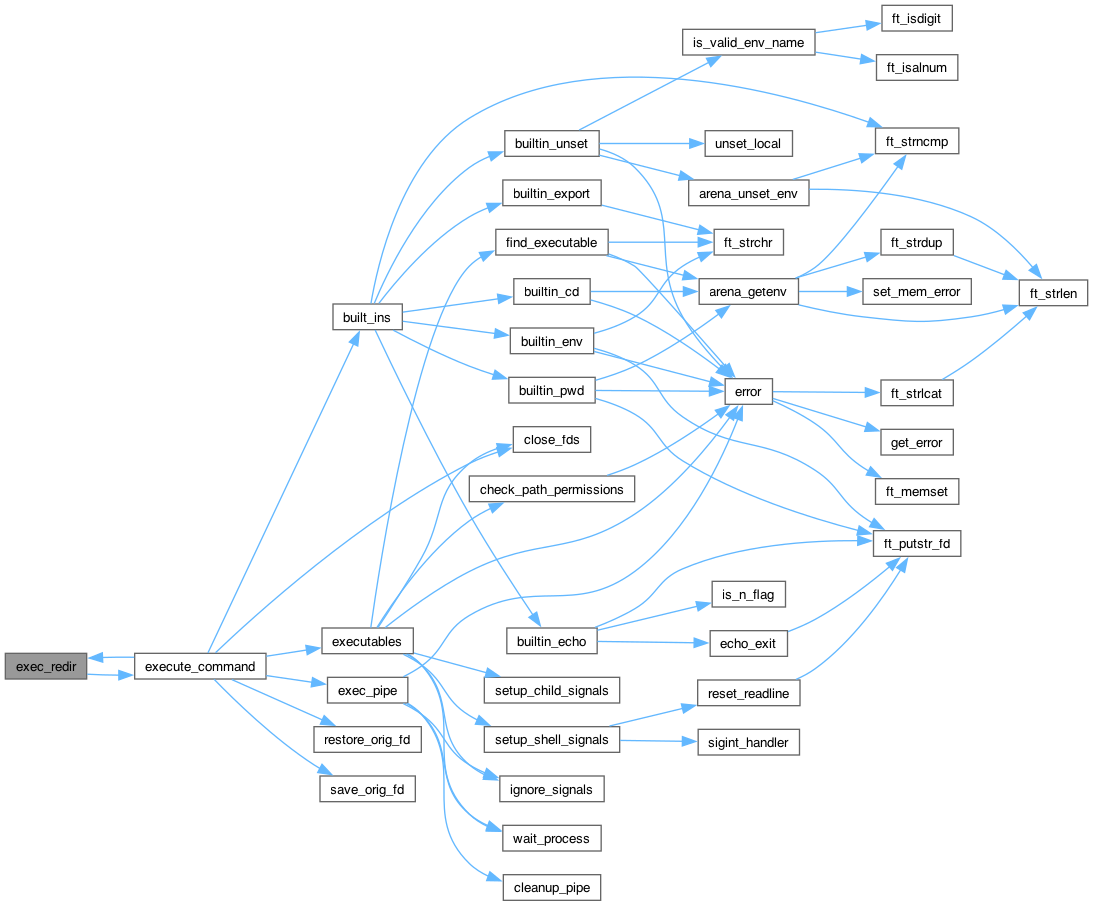 exec_redir
execute_command
built_ins
executables
exec_pipe
restore_orig_fd
save_orig_fd
builtin_unset
builtin_export
find_executable
builtin_cd
builtin_env
builtin_pwd
close_fds
check_path_permissions
builtin_echo
setup_child_signals
setup_shell_signals
ignore_signals
wait_process
cleanup_pipe
is_valid_env_name
unset_local
arena_unset_env
ft_strchr
arena_getenv
error
is_n_flag
echo_exit
reset_readline
sigint_handler
ft_isdigit
ft_isalnum
ft_strncmp
ft_strdup
set_mem_error
ft_strlcat
get_error
ft_memset
ft_putstr_fd
ft_strlen